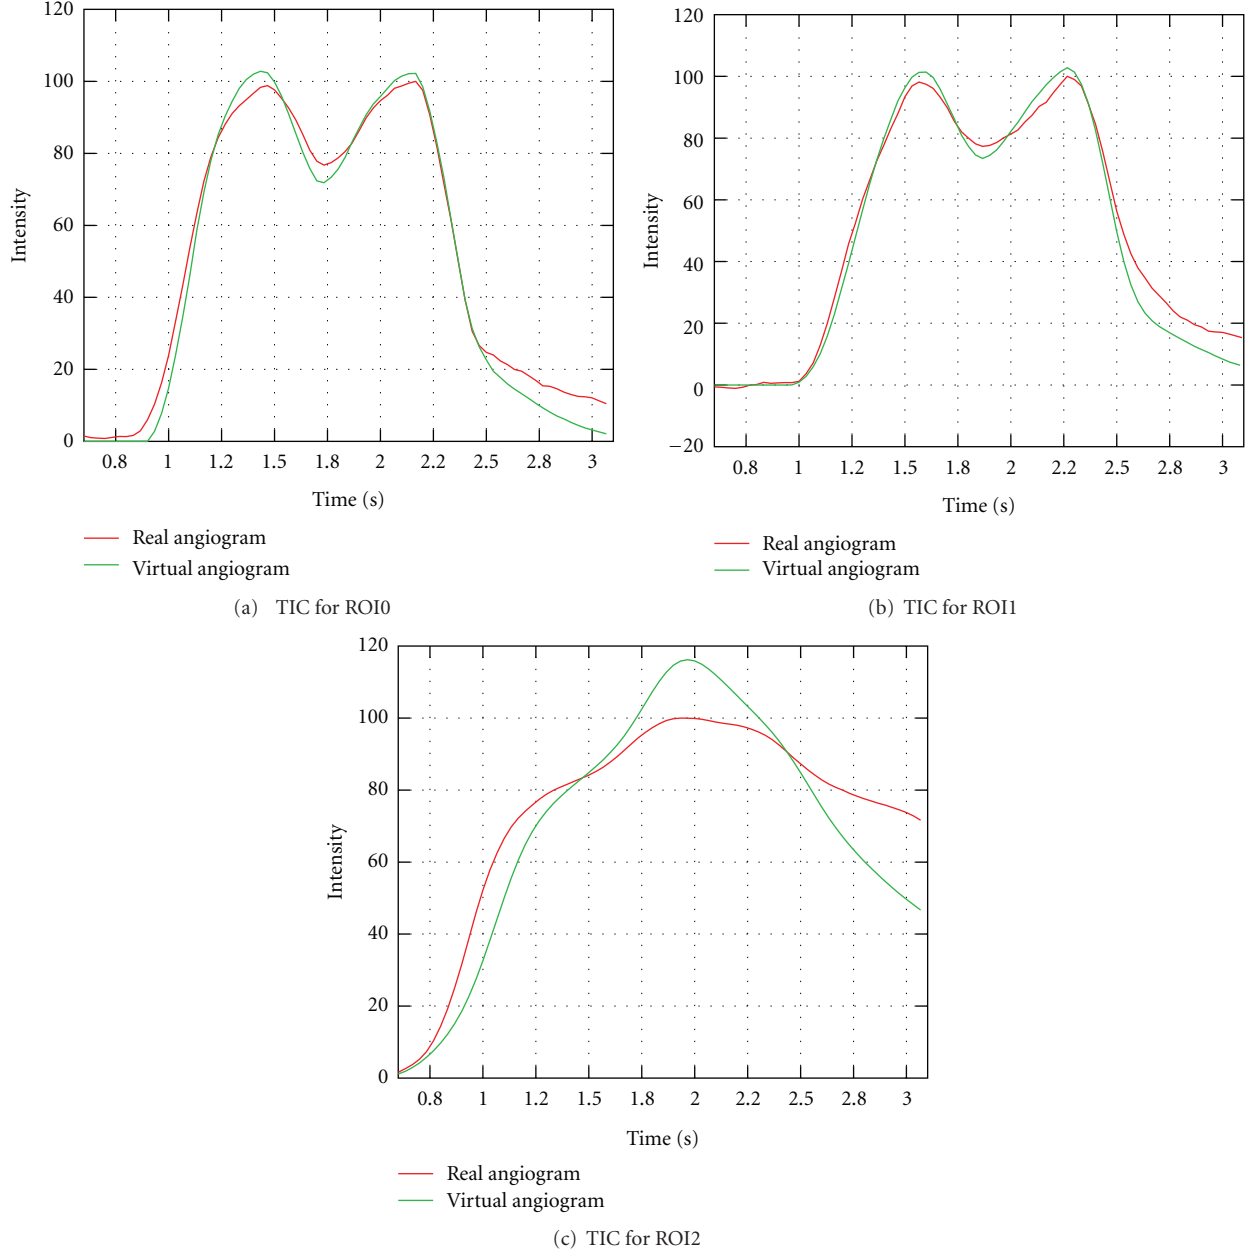 120
100
80
60
40
20
0
Intensity
0.8 1 1.2 1.5 1.8 2 2.2 2.5 2.8 3
Time (s)
Real angiogram
Virtual angiogram
(a) TIC for ROI0
120
100
80
60
40
20
0
−20
Intensity
0.8 1 1.2 1.5 1.8 2 2.2 2.5 2.8 3
Time (s)
Real angiogram
Virtual angiogram
(b) TIC for ROI1
120
100
80
60
40
20
0
Intensity
0.8 1 1.2 1.5 1.8 2 2.2 2.5 2.8 3
Time (s)
Real angiogram
Virtual angiogram
(c) TIC for ROI2